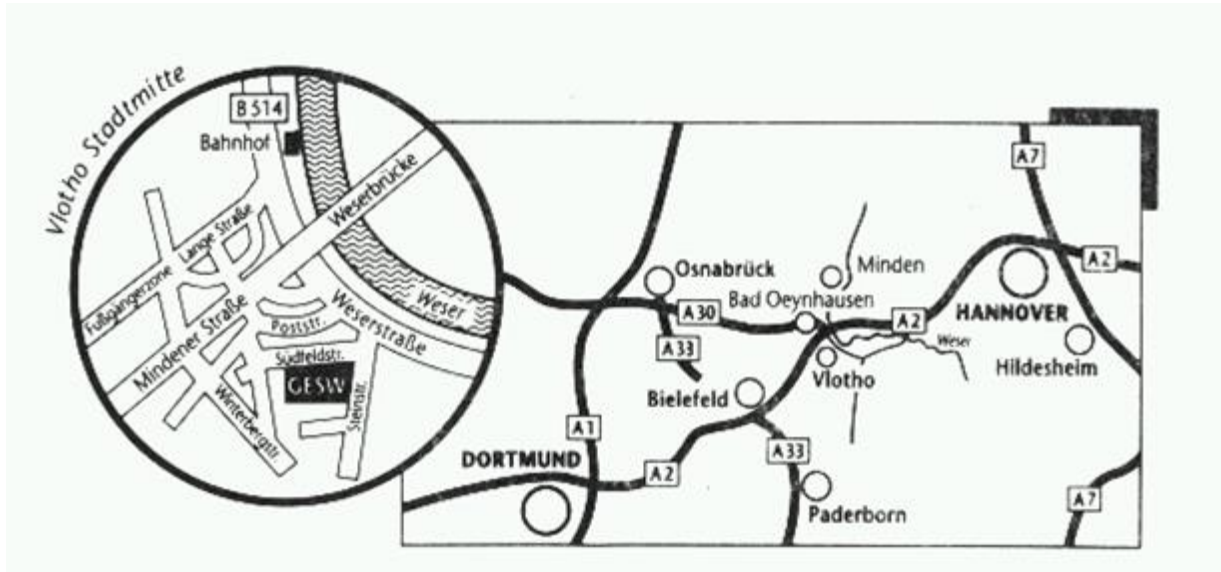 Vlotho Stadtmitte
B 514
Bahnhof
Weserbrücke
Lange Straße
Fußgängerzone
Mindener Straße
Weser
Weserstraße
Poststr.
Südfeldstr.
GESW
Steinstr.
Winterbergstr.
A7
A2
Osnabrück
Minden
Bad Oeynhausen
A30
A2
HANNOVER
A33
Weser
Hildesheim
Vlotho
Bielefeld
A1
A33
DORTMUND
A2
A7
Paderborn